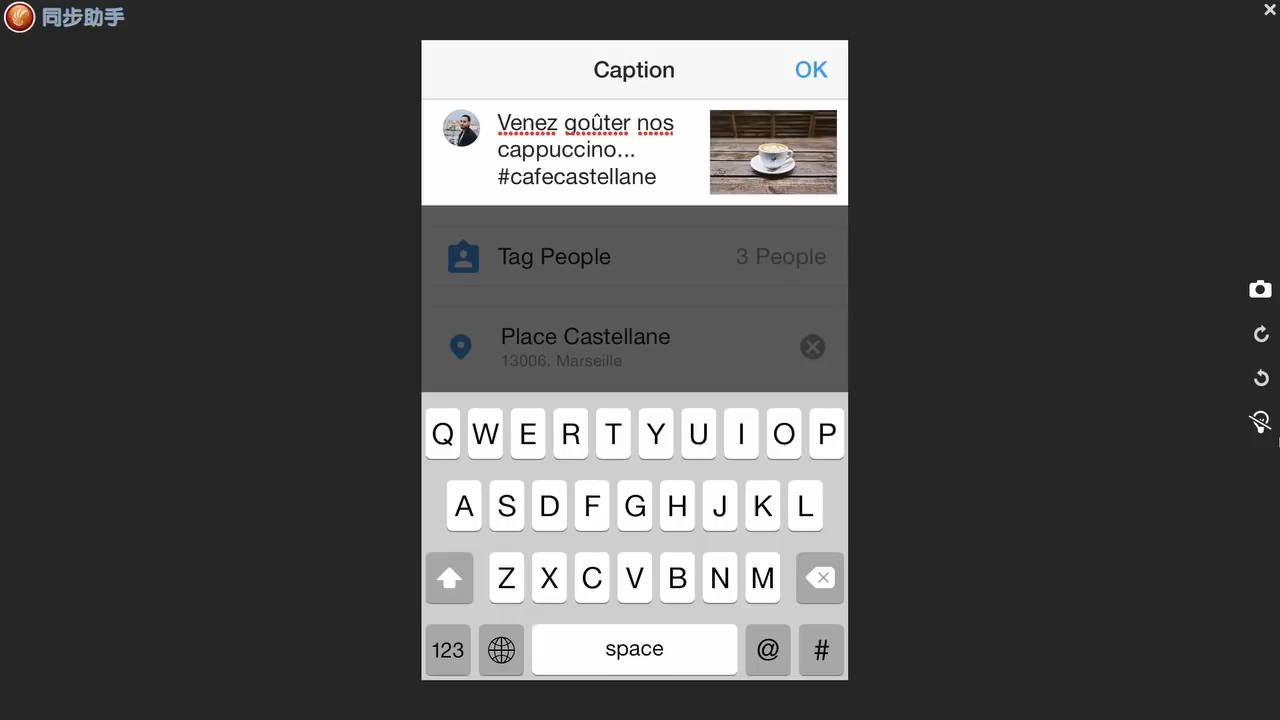 同步助手
Caption
OK
Venez goûter nos
cappuccino...
#cafecastellane
Tag People
3 People
Place Castellane
13006, Marseille
Q W E R T Y U I O P
A S D F G H J K L
Z X C V B N M
123 space @ #